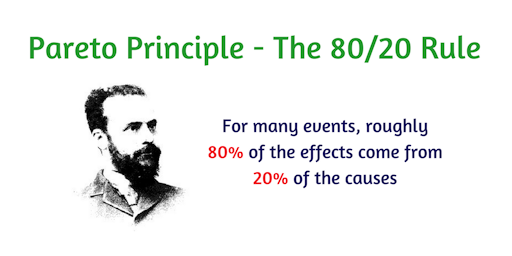 Pareto Principle - The 80/20 Rule
For many events, roughly
80% of the effects come from
20% of the causes